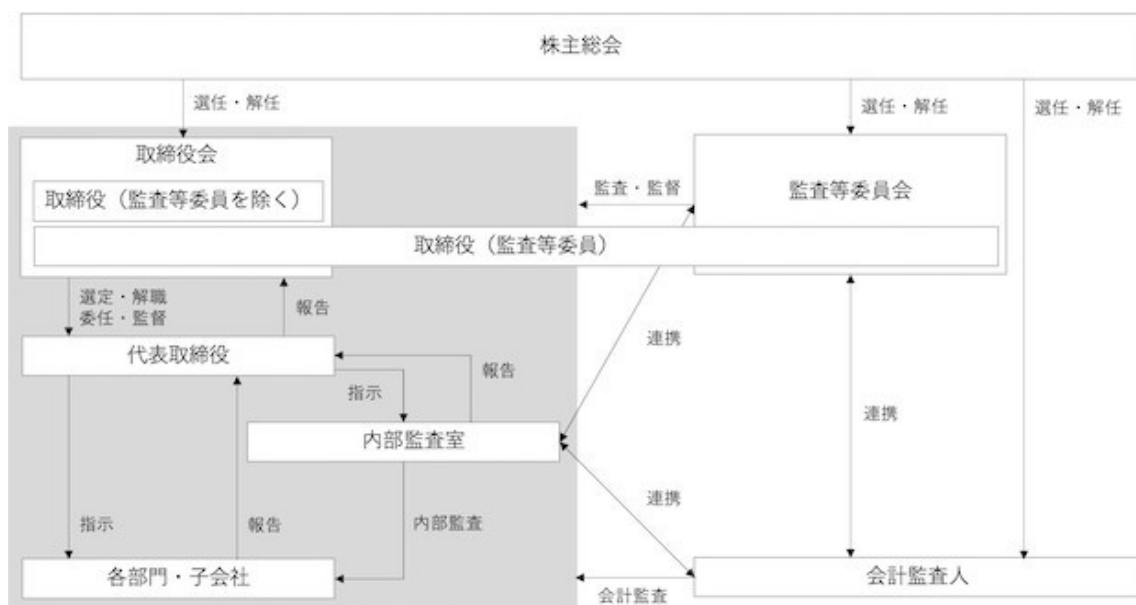 株主総会
選任・解任
選任・解任
選任・解任
取締役会
取締役（監査等委員を除く）
監査・監督
監査等委員会
取締役（監査等委員）
選定・解職
委任・監督
報告
代表取締役
指示
報告
連携
内部監査室
連携
指示
報告
内部監査
連携
各部門・子会社
会計監査
会計監査人